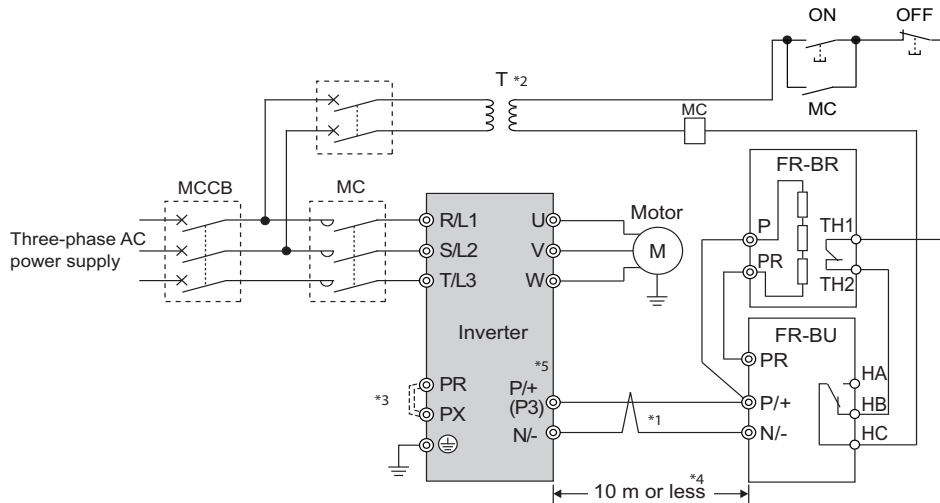 ON OFF
T *2
MC
MC
FR-BR
MCCB MC
R/L1 U Motor
P TH1
Three-phase AC
power supply
S/L2 V M
PR TH2
T/L3 W
Inverter
FR-BU
PR
*5
HA
PR P/+
(P3)
*3
P/+ HB
PX
*1
N/- N/- HC
*4
10 m or less